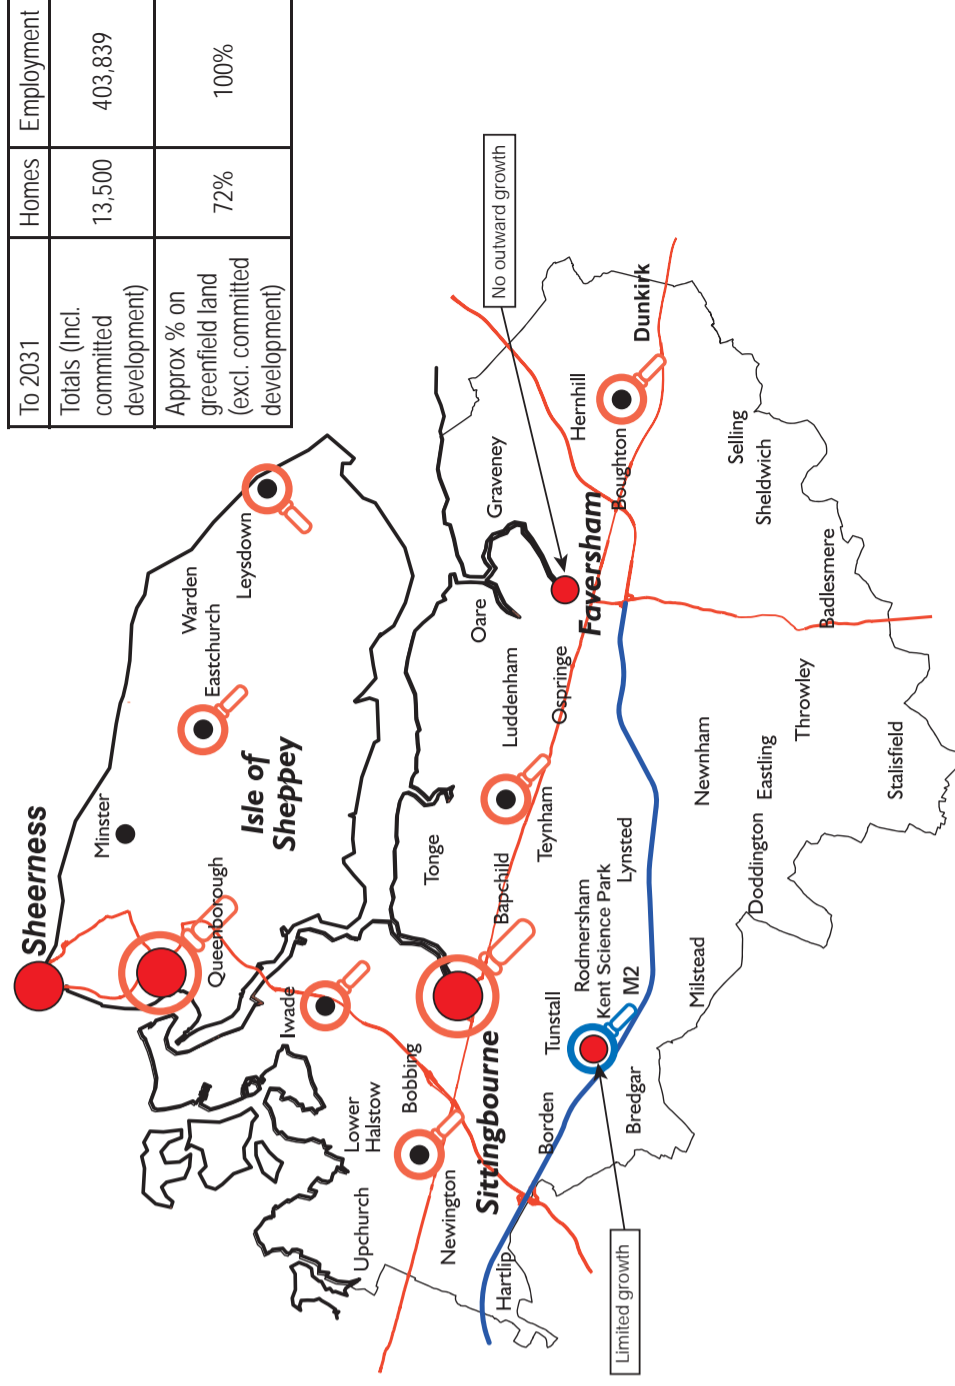 To 2031 Homes Employment
Totals (Incl. 13,500 403,839
committed
development)
Approx % on 72% 100%
greenfield land
(excl. committed
development)
Sheerness
Minster
Queenborough
Warden
Eastchurch
Leysdown
Isle of
Sheppey
Iwade
Lower
Halstow
Bobbing
Upchurch
Newington
Sittingbourne
Hartlip
Borden
Tunstall
Bapchild
Tonge
Teynham
Luddenham
Oare
Graveney
No outward growth
Faversham
Ospringe
Hernhill
Boughton
Dunkirk
Rodmersham
Kent Science Park
M2
Lynsted
Bredgar
Milstead
Limited growth
Newnham
Doddington
Eastling
Throwley
Stalisfield
Badlesmere
Selling
Sheldwich